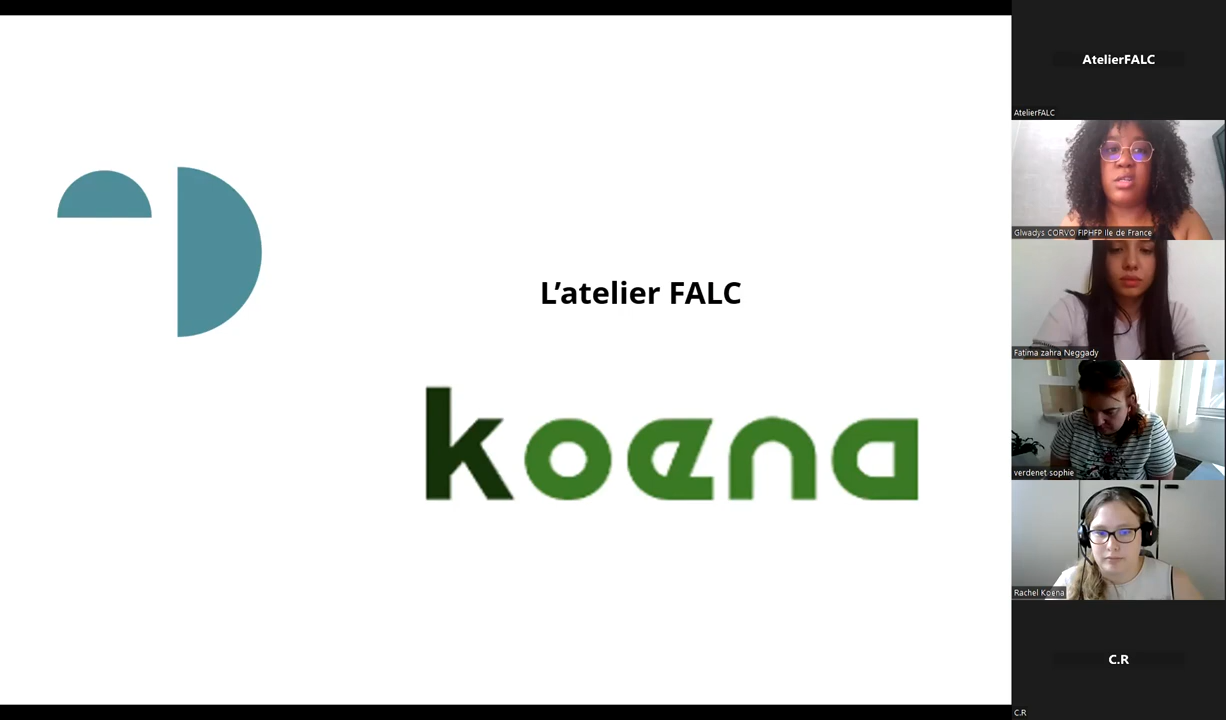 L'atelier FALC
koena
AtelierFALC
AtelierFALC
Glwadys CORVO FIPHFP Ile de France
Fatima zahra Neggady
verdenet sophie
Rachel Koena
C.R
C.R